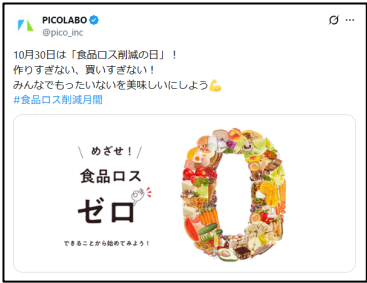 PICOLABO
@pico_inc
10月30日は「食品ロス削減の日」！
作りすぎない、買いすぎない！
みんなでもったいないを美味しいにしよう💪
#食品ロス削減月間
めざせ！
食品ロス
ゼロ
できることから始めてみよう！